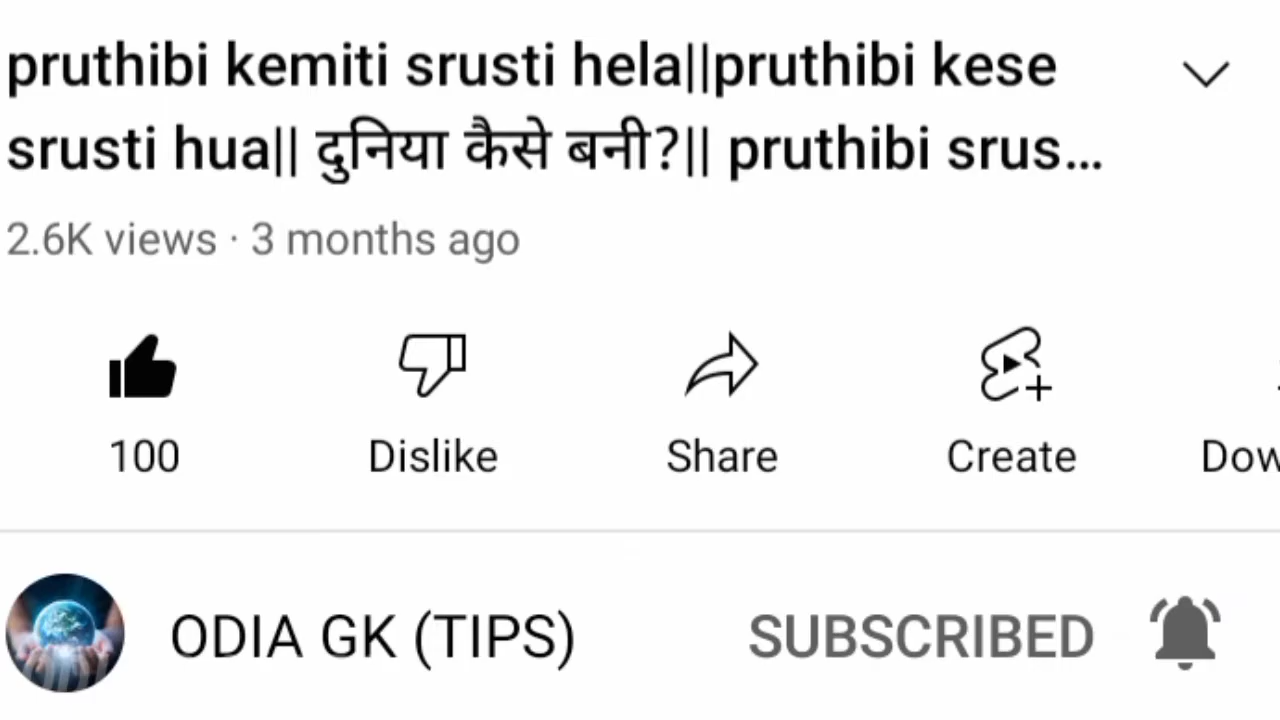 pruthibi kemiti srusti hela||pruthibi kese
srusti hua|| दुनिया कैसे बनी?|| pruthibi srus...
2.6K views · 3 months ago
100 Dislike Share Create Dow
ODIA GK (TIPS) SUBSCRIBED